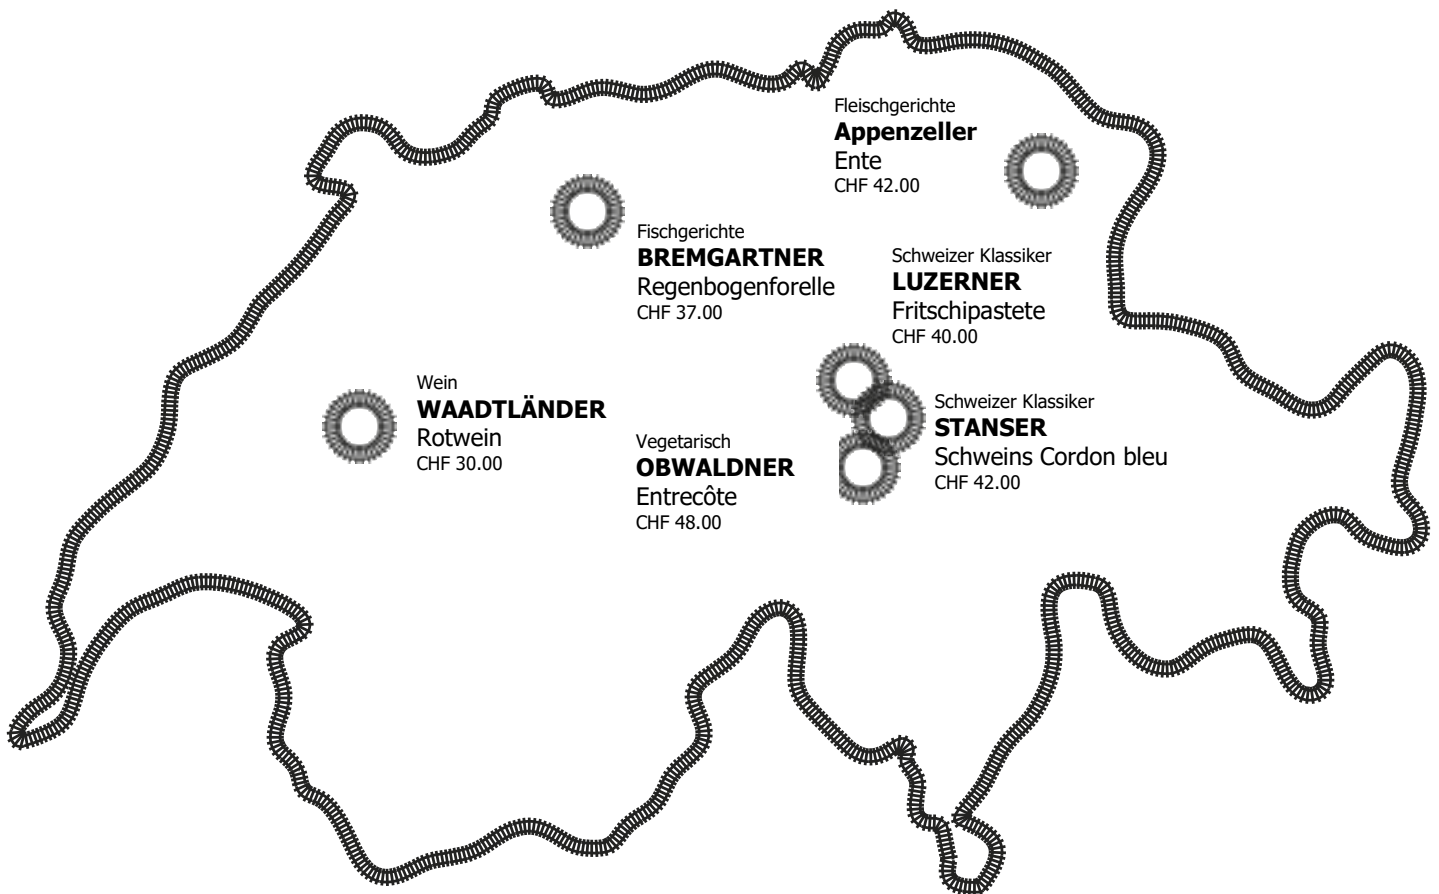 Fleischgerichte
Appenzeller
Ente
CHF 42.00
Fischgerichte
BREMGARTNER
Regenbogenforelle
CHF 37.00
Schweizer Klassiker
LUZERNER
Fritschipastete
CHF 40.00
Wein
WAADTLÄNDER
Rotwein
CHF 30.00
Vegetarisch
OBWALDNER
Entrecôte
CHF 48.00
Schweizer Klassiker
STANSER
Schweins Cordon bleu
CHF 42.00